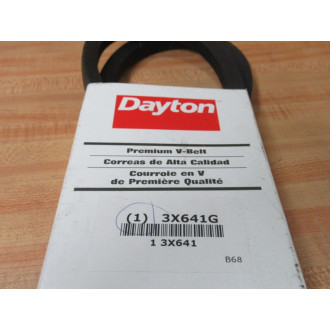 Dayton
Premium V-Belt
Correas de Alta Calidad
Courroie en V
de Première Qualité
(1) 3X641G
1 3X641
B68